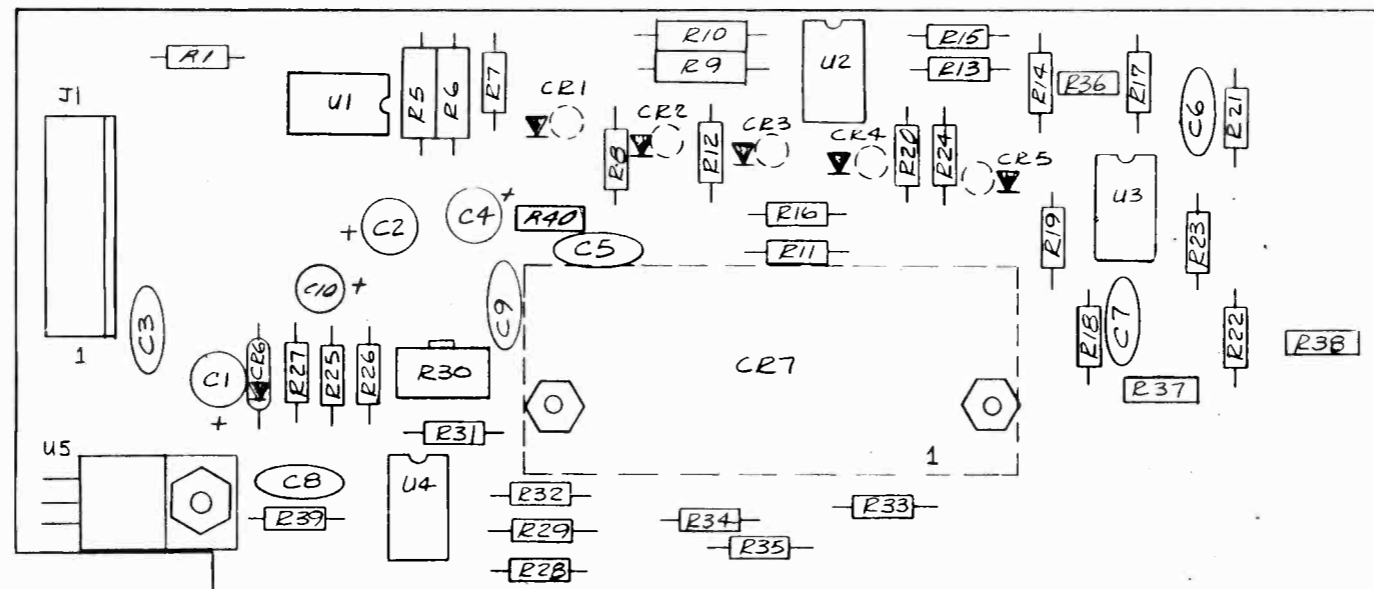 R1
J1
1
U1
R5
R6
R7
CR1
R10
R9
U2
R15
R13
R14
R36
R17
C6
R21
R8
CR2
R12
CR3
CR4
R20
R24
CR5
U3
R19
R23
C2
+
C4
+
R40
C5
R16
R11
C10
+
C9
C3
C1
+
CR6
R27
R25
R26
R30
R31
CR7
1
R18
C7
R22
R38
R37
U5
C8
R39
U4
R32
R29
R28
R34
R35
R33